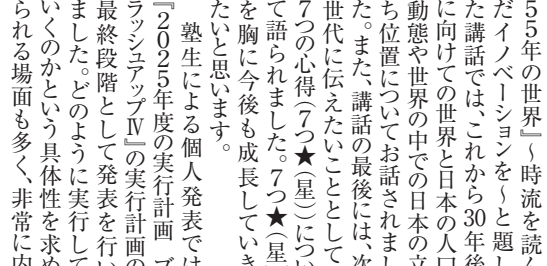 55年の世界』~時流を読ん
だイノベーションを~と題し
た講話では、これから30年後
に向けての世界と日本の人口
動態や世界の中での日本の立
ち位置についてお話されまし
た。また、講話の最後には、次
世代に伝えたいこととして
7つの心得(7つ★(星))につい
て語られました。7つ★(星
を胸に今後も成長していき
たいと思います。
塾生による個人発表では
『2025年度の実行計画 ブ
ラッシュアップⅣ』の実行計画の
最終段階として発表を行い
ました。どのように実行して
いくのかという具体性を求め
られる場面も多く、非常に内